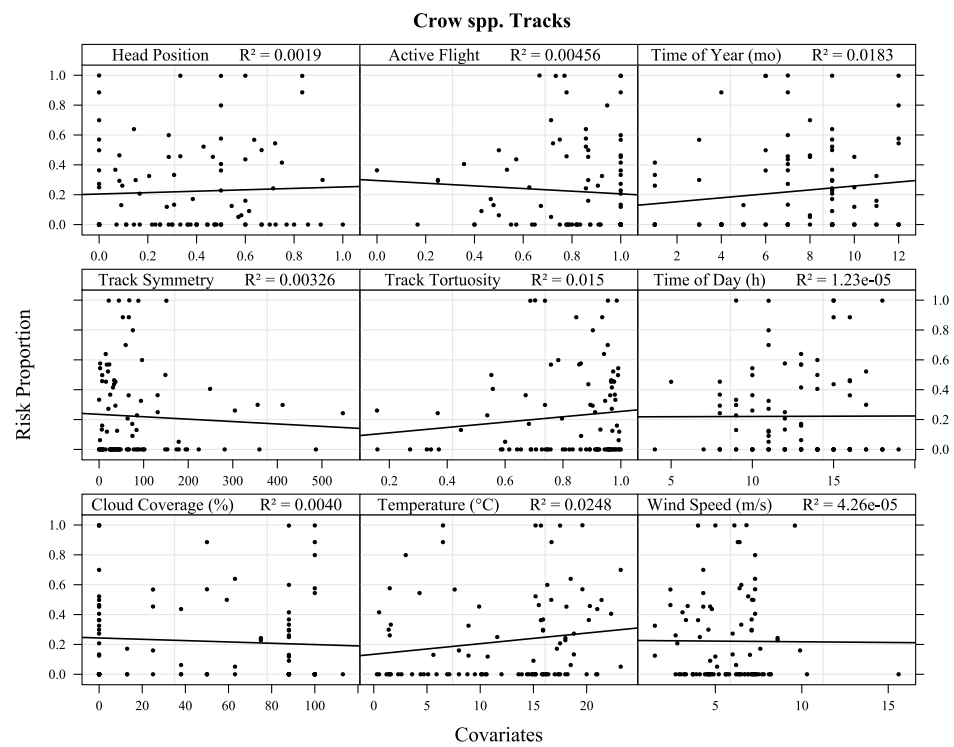 Crow spp. Tracks
Head Position R² = 0.0019
Active Flight R² = 0.00456
Time of Year (mo) R² = 0.0183
1.0
0.8
0.6
0.4
0.2
0.0
0.0 0.2 0.4 0.6 0.8 1.0
0.0 0.2 0.4 0.6 0.8 1.0
2 4 6 8 10 12
Track Symmetry R² = 0.00326
Track Tortuosity R² = 0.015
Time of Day (h) R² = 1.23e-05
1.0
0.8
0.6
0.4
0.2
0.0
0 100 200 300 400 500
0.2 0.4 0.6 0.8 1.0
5 10 15
Cloud Coverage (%) R² = 0.0040
Temperature (°C) R² = 0.0248
Wind Speed (m/s) R² = 4.26e-05
1.0
0.8
0.6
0.4
0.2
0.0
0 20 40 60 80 100
0 5 10 15 20
5 10 15
Risk Proportion
Covariates